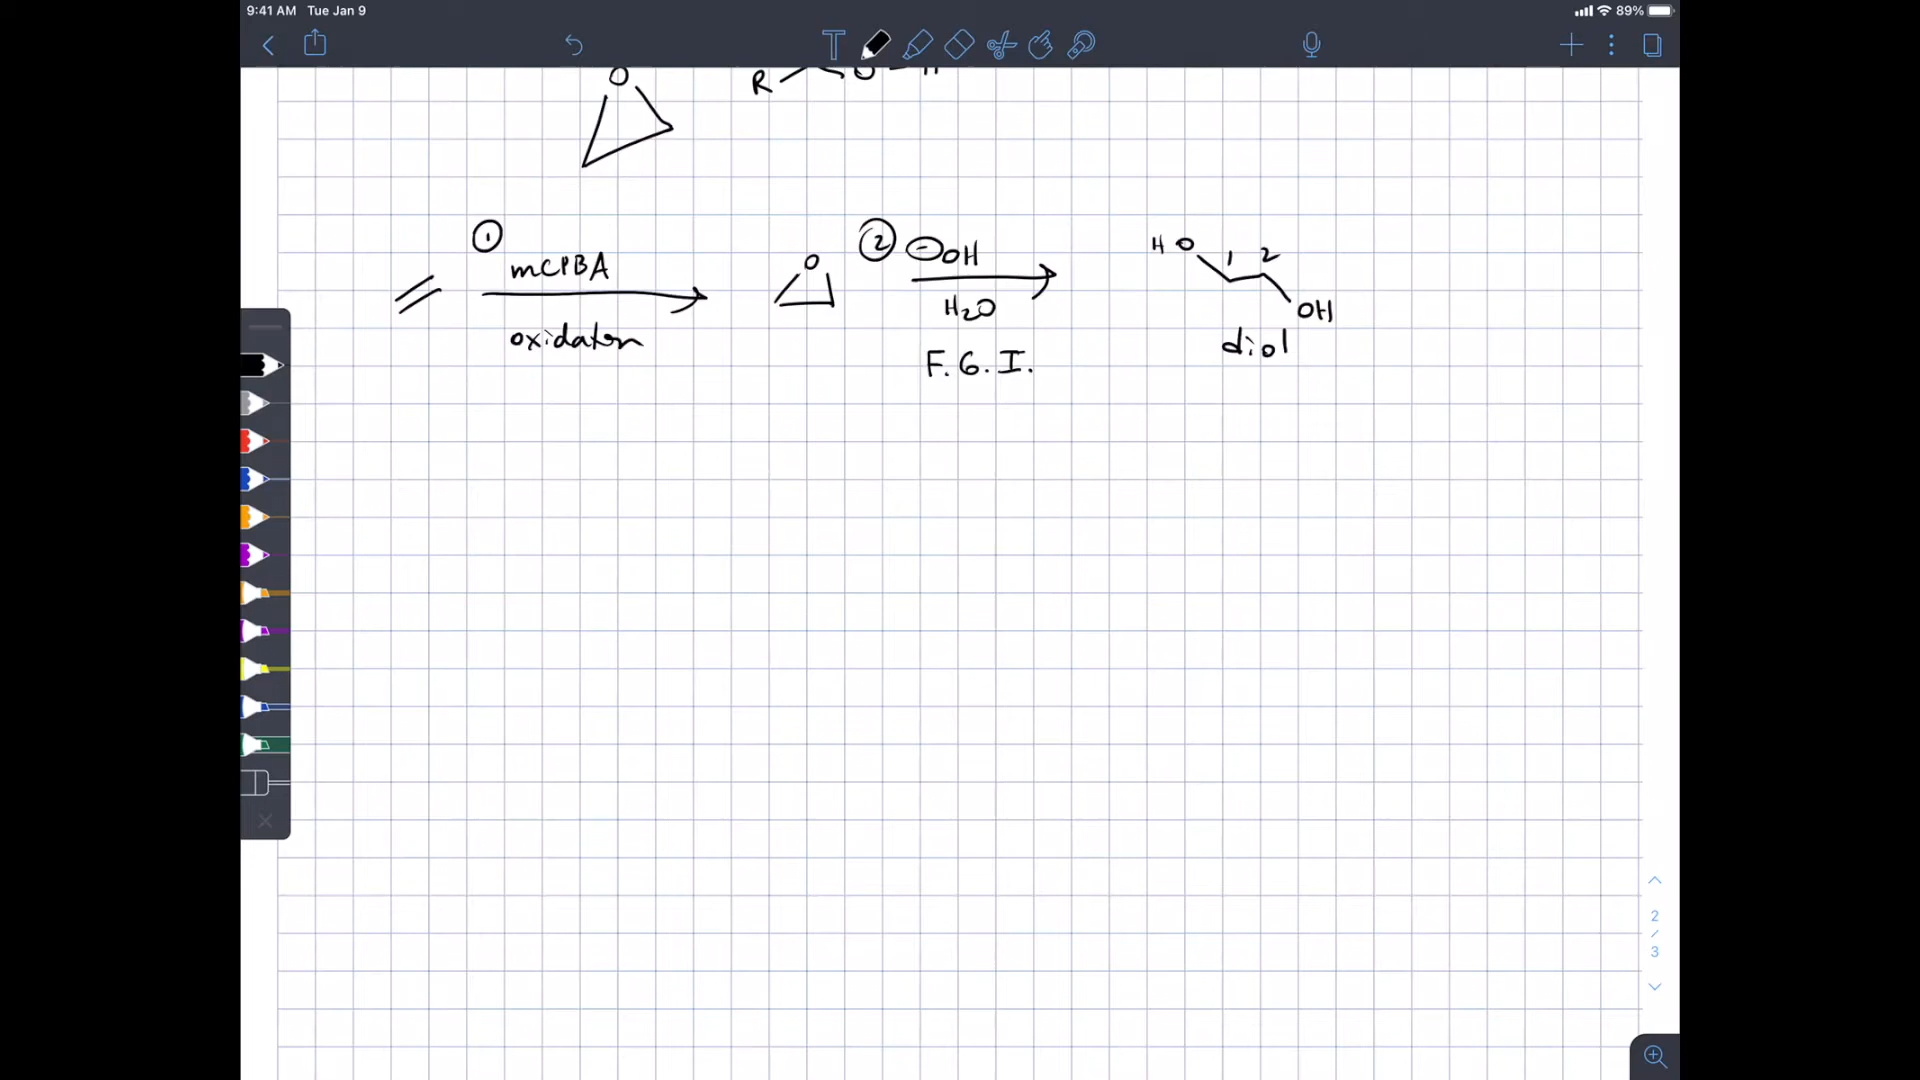 9:41 AM Tue Jan 9
89%
T
O
R
1
mCPBA
oxidaton
O
2
⊖OH
H2O
F.G.I.
HO 1 2
OH
diol
2
/
3